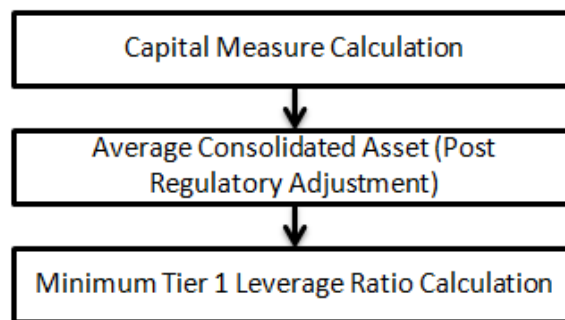 Capital Measure Calculation
Average Consolidated Asset (Post
Regulatory Adjustment)
Minimum Tier 1 Leverage Ratio Calculation